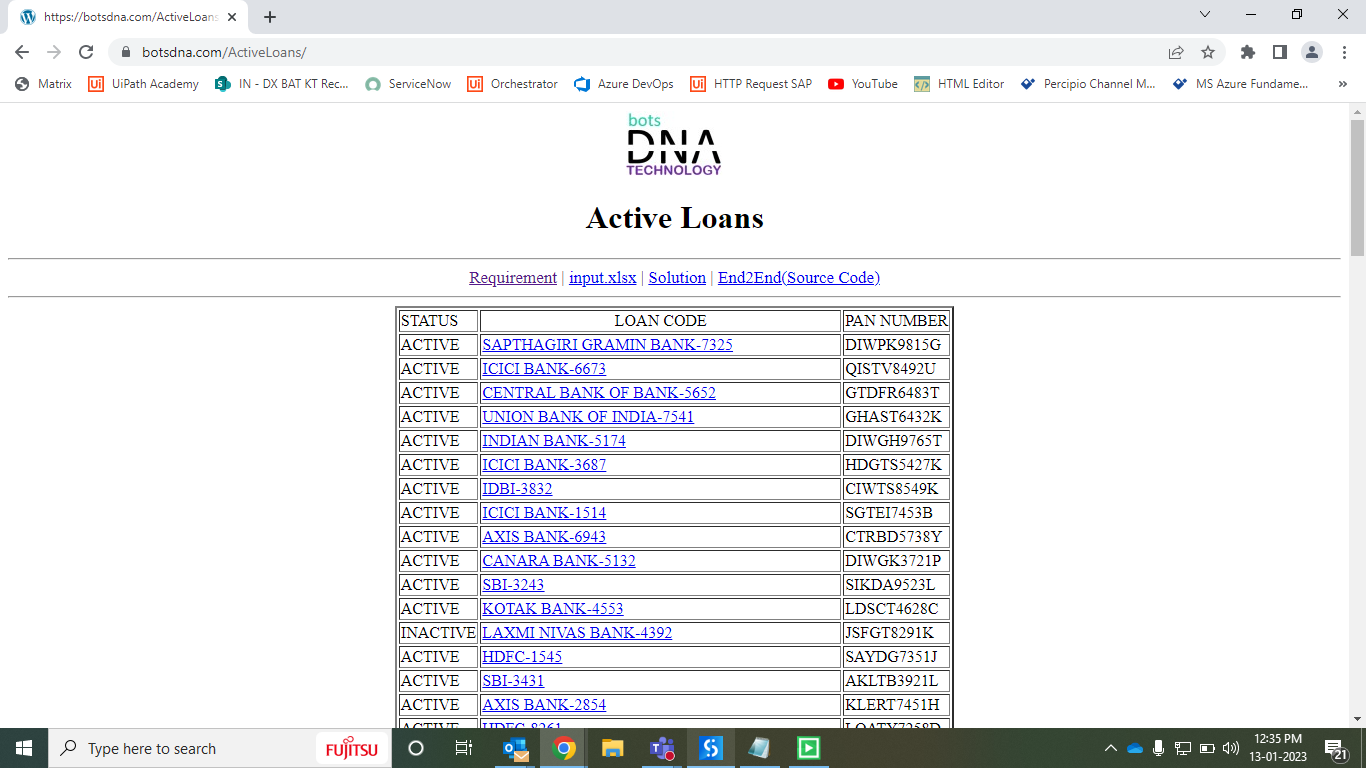 https://botsdna.com/ActiveLoans
botsdna.com/ActiveLoans/
Matrix UiPath Academy IN - DX BAT KT Rec... ServiceNow Orchestrator Azure DevOps HTTP Request SAP YouTube HTML Editor Percipio Channel M... MS Azure Fundame... »
bots
DNA
TECHNOLOGY
Active Loans
Requirement | input.xlsx | Solution | End2End(Source Code)
STATUS LOAN CODE PAN NUMBER
ACTIVE SAPTHAGIRI GRAMIN BANK-7325 DIWPK9815G
ACTIVE ICICI BANK-6673 QISTV8492U
ACTIVE CENTRAL BANK OF BANK-5652 GTDFR6483T
ACTIVE UNION BANK OF INDIA-7541 GHAST6432K
ACTIVE INDIAN BANK-5174 DIWGH9765T
ACTIVE ICICI BANK-3687 HDGTS5427K
ACTIVE IDBI-3832 CIWTS8549K
ACTIVE ICICI BANK-1514 SGTEI7453B
ACTIVE AXIS BANK-6943 CTRBD5738Y
ACTIVE CANARA BANK-5132 DIWGK3721P
ACTIVE SBI-3243 SIKDA9523L
ACTIVE KOTAK BANK-4553 LDSCT4628C
INACTIVE LAXMI NIVAS BANK-4392 JSFGT8291K
ACTIVE HDFC-1545 SAYDG7351J
ACTIVE SBI-3431 AKLTB3921L
ACTIVE AXIS BANK-2854 KLERT7451H
ACTIVE HDFC-8261
Type here to search FUJITSU
12:35 PM
13-01-2023
21